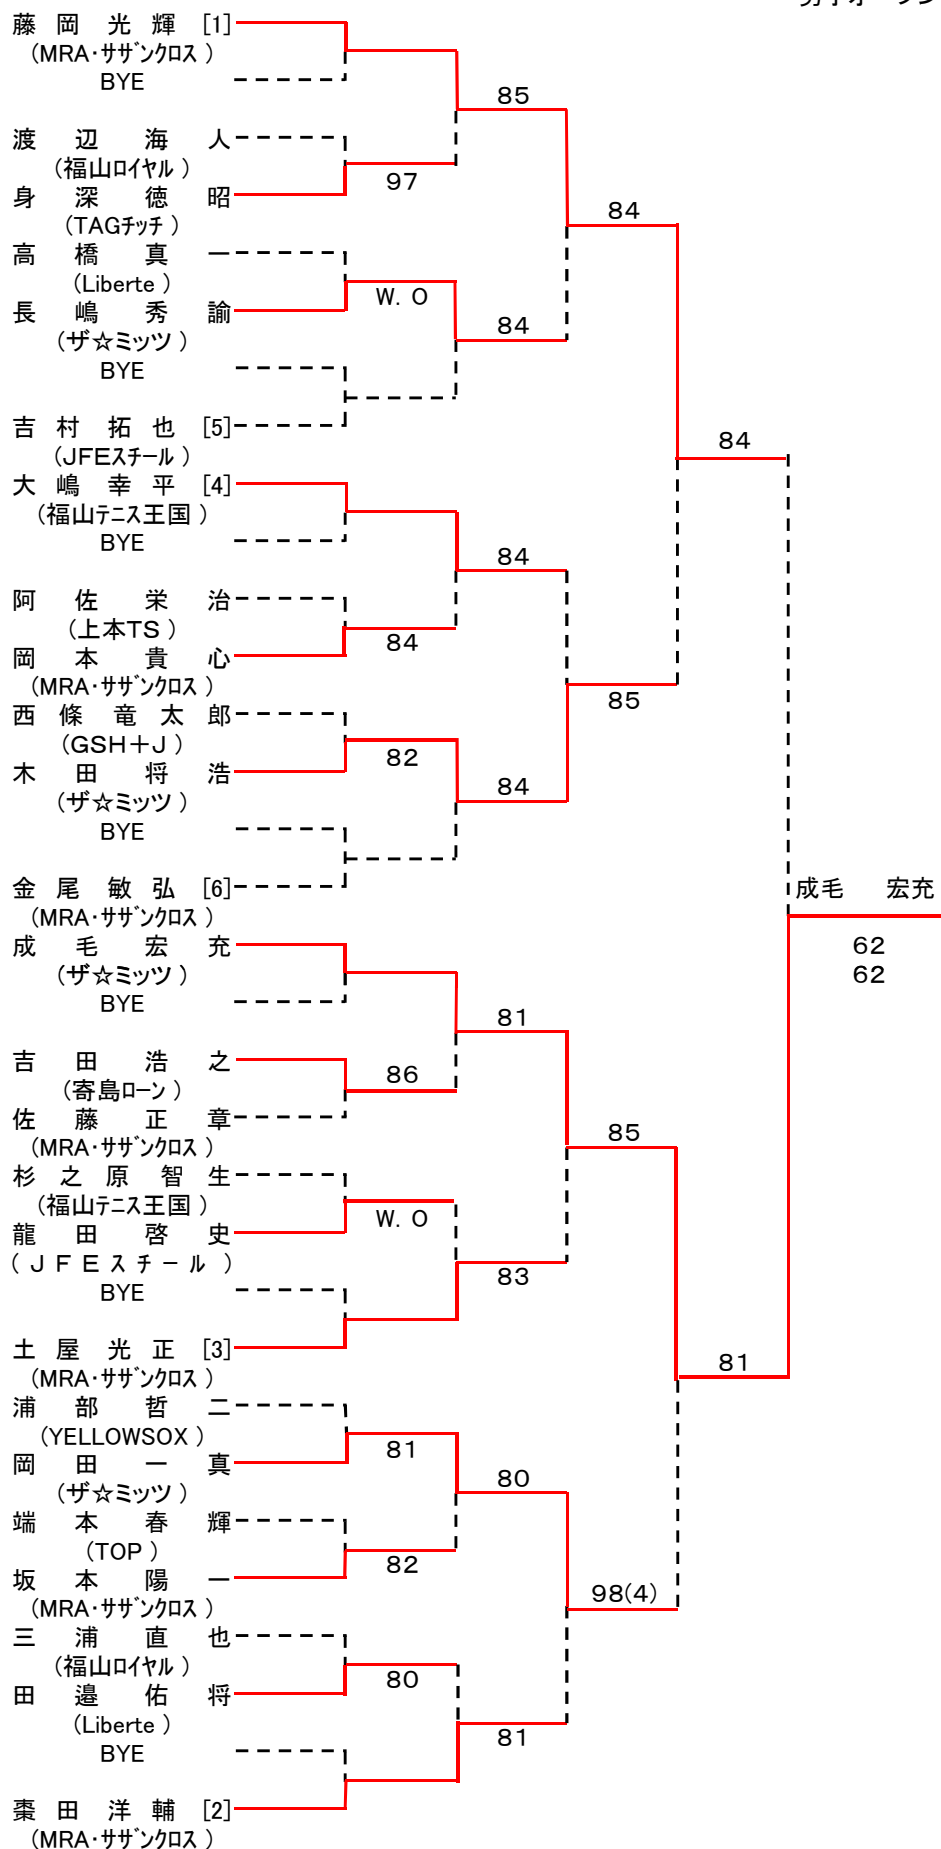 藤岡光輝 [1]
(MRA・ササﾞンクロス)
BYE
85
渡辺海人
(福山ロイヤル)
97
身深徳昭
(TAGチッチ)
84
高橋真一
(Liberte)
W. O
長嶋秀諭
84
(ザ☆ミッツ)
BYE
吉村拓也 [5]
(JFEスチール)
84
大嶋幸平 [4]
(福山テニス王国)
BYE
84
阿佐栄治
(上本TS)
84
岡本貴心
(MRA・ササﾞンクロス)
85
西條竜太郎
(GSH+J)
82
木田将浩
84
(ザ☆ミッツ)
BYE
金尾敏弘 [6]
成毛 宏充
(MRA・ササﾞンクロス)
成毛宏充
62
(ザ☆ミッツ)
62
BYE
81
吉田浩之
86
(寄島ローン)
佐藤正章
85
(MRA・ササﾞンクロス)
杉之原智生
(福山テニス王国)
W. O
龍田啓史
(JFEスチール)
83
BYE
土屋光正 [3]
81
(MRA・ササﾞンクロス)
浦部哲二
(YELLOWSOX)
81
岡田一真
80
(ザ☆ミッツ)
端本春輝
(TOP)
82
坂本陽一
98(4)
(MRA・ササﾞンクロス)
三浦直也
(福山ロイヤル)
80
田邉佑将
(Liberte)
81
BYE
棗田洋輔 [2]
(MRA・ササﾞンクロス)